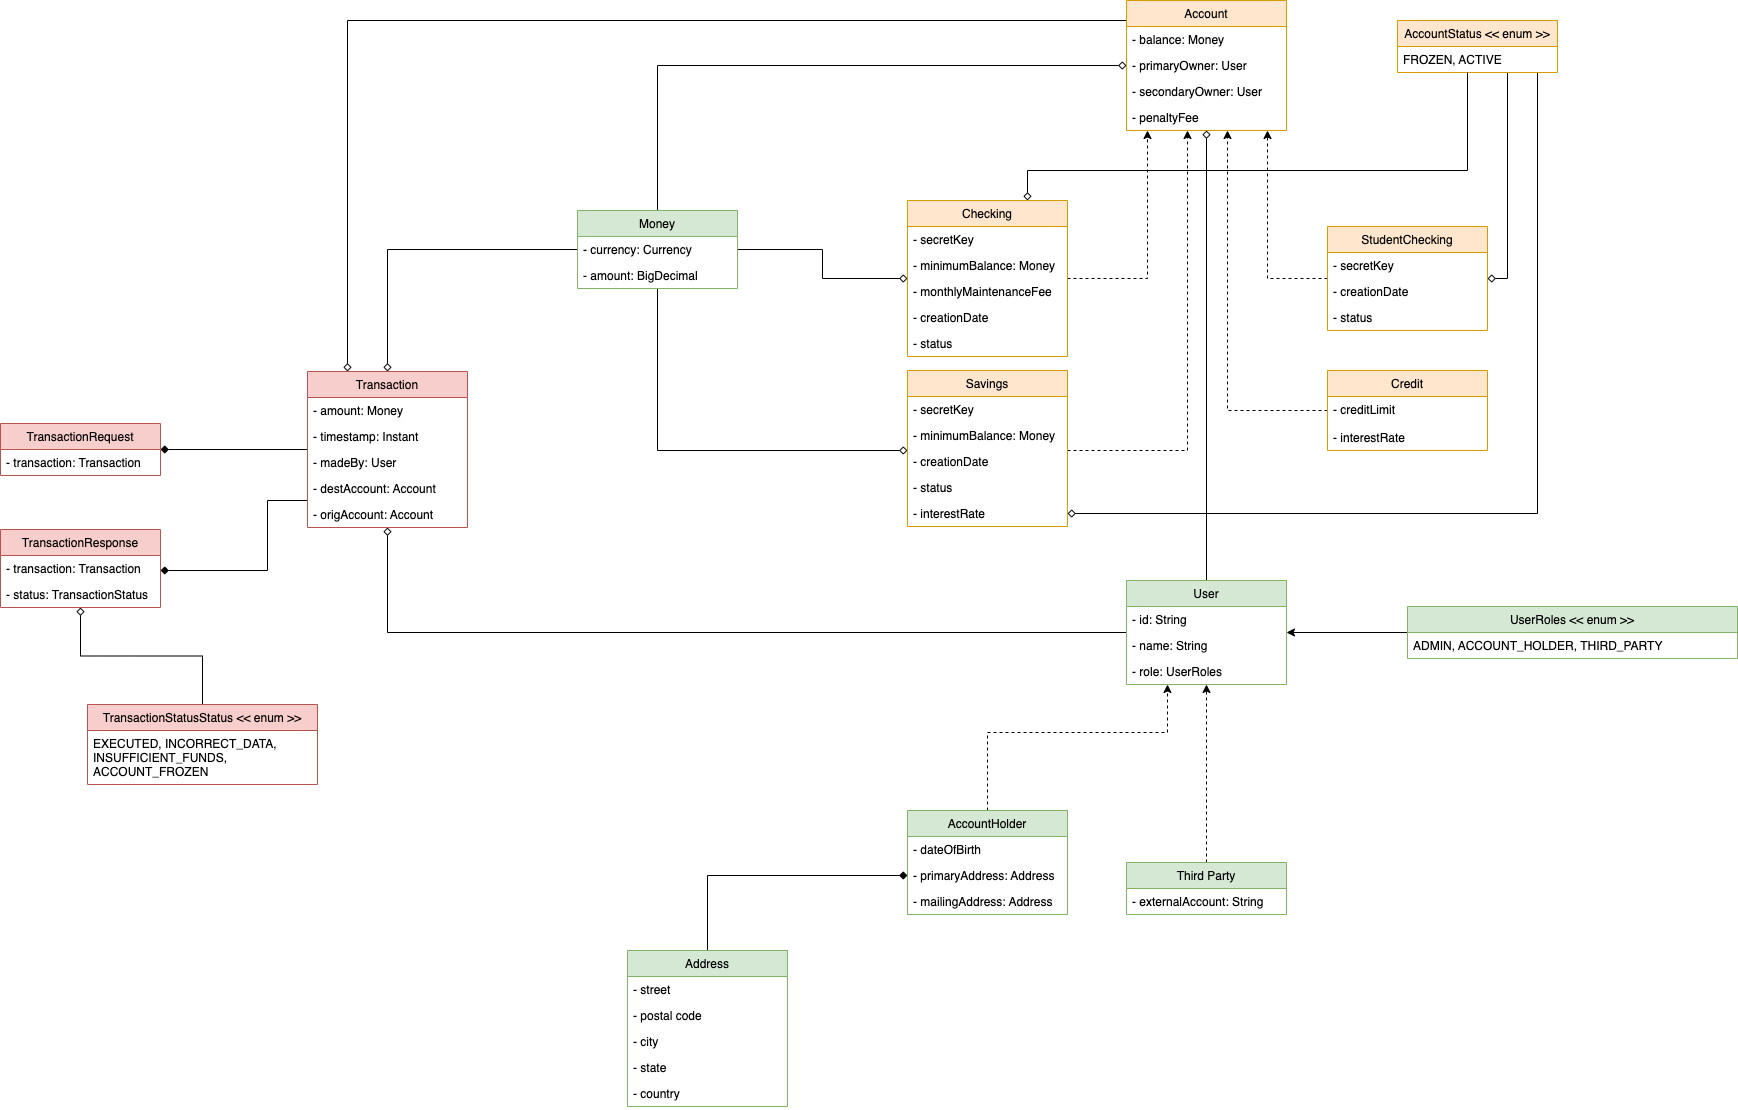 Account
- balance: Money
- primaryOwner: User
- secondaryOwner: User
- penaltyFee
AccountStatus << enum >>
FROZEN, ACTIVE
Money
- currency: Currency
- amount: BigDecimal
Checking
- secretKey
- minimumBalance: Money
- monthlyMaintenanceFee
- creationDate
- status
StudentChecking
- secretKey
- creationDate
- status
Transaction
- amount: Money
- timestamp: Instant
- madeBy: User
- destAccount: Account
- origAccount: Account
Savings
- secretKey
- minimumBalance: Money
- creationDate
- status
- interestRate
Credit
- creditLimit
- interestRate
TransactionRequest
- transaction: Transaction
TransactionResponse
- transaction: Transaction
- status: TransactionStatus
User
- id: String
- name: String
- role: UserRoles
UserRoles << enum >>
ADMIN, ACCOUNT_HOLDER, THIRD_PARTY
TransactionStatusStatus << enum >>
EXECUTED, INCORRECT_DATA,
INSUFFICIENT_FUNDS,
ACCOUNT_FROZEN
AccountHolder
- dateOfBirth
- primaryAddress: Address
- mailingAddress: Address
Third Party
- externalAccount: String
Address
- street
- postal code
- city
- state
- country